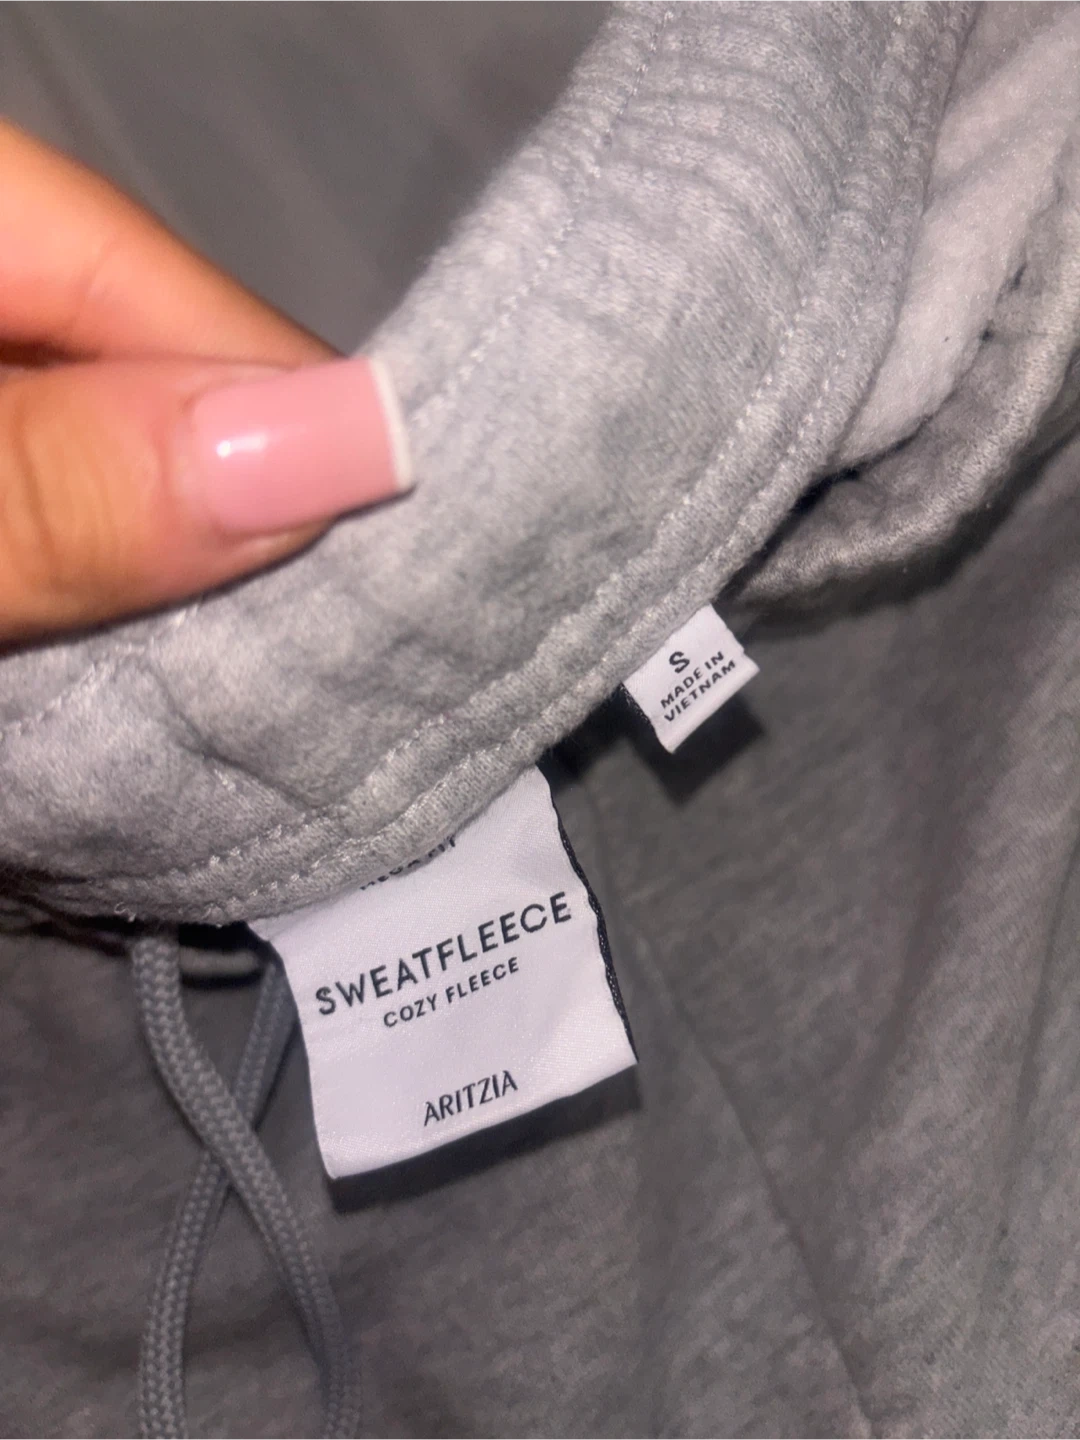 S
MADE IN
VIETNAM
SWEATFLEECE
COZY FLEECE
ARITZIA